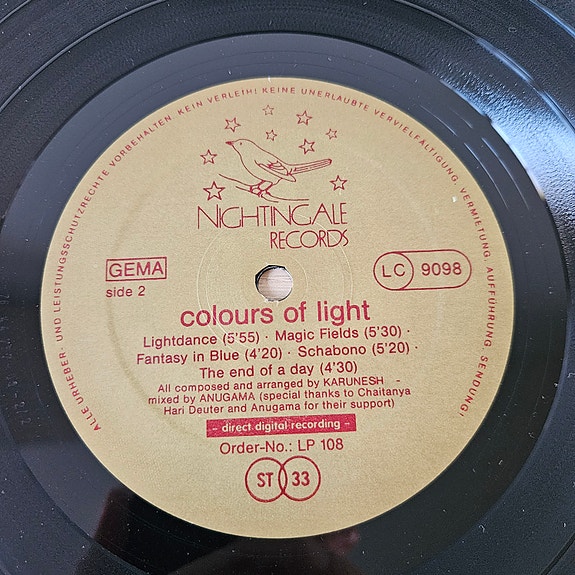 ALLE URHEBER- UND LEISTUNGSSCHUTZRECHTE VORBEHALTEN. KEIN VERLEIH! KEINE UNERLAUBTE VERVIELFÄLTIGUNG, VERMIETUNG, AUFFÜHRUNG, SENDUNG!
NIGHTINGALE
RECORDS
GEMA
side 2
LC 9098
colours of light
Lightdance (5'55) · Magic Fields (5'30) ·
Fantasy in Blue (4'20) · Schabono (5'20) ·
The end of a day (4'30)
All composed and arranged by KARUNESH -
mixed by ANUGAMA (special thanks to Chaitanya
Hari Deuter and Anugama for their support)
- direct digital recording -
Order-No.: LP 108
ST 33